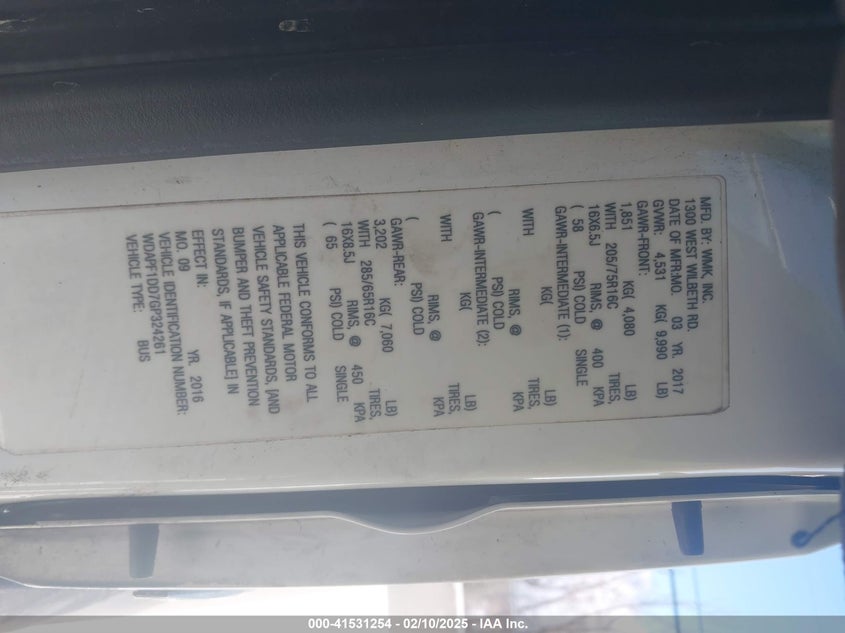 MFD. BY: WMK, INC.
1300 WEST WILBETH RD.
DATE OF MFR:MO. 03 YR. 2017
GVWR: 4,531 KG( 9,990 LB)
GAWR-FRONT:
1,851 KG( 4,080 LB)
WITH 205/75R16C TIRES,
16X6.5J RIMS, @ 400 KPA
( 58 PSI) COLD SINGLE
GAWR-INTERMEDIATE (1):
KG( LB)
WITH TIRES,
RIMS, @ KPA
( PSI) COLD
GAWR-INTERMEDIATE (2):
KG( LB)
WITH TIRES,
RIMS, @ KPA
( PSI) COLD
GAWR-REAR:
3,202 KG( 7,060 LB)
WITH 285/65R16C TIRES,
16X8.5J RIMS, @ 450 KPA
( 65 PSI) COLD SINGLE
THIS VEHICLE CONFORMS TO ALL
APPLICABLE FEDERAL MOTOR
VEHICLE SAFETY STANDARDS, [AND
BUMPER AND THEFT PREVENTION
STANDARDS, IF APPLICABLE] IN
EFFECT IN:
MO. 09 YR. 2016
VEHICLE IDENTIFICATION NUMBER:
WDAPF1DD7GP324261
VEHICLE TYPE: BUS
000-41531254 - 02/10/2025 - IAA Inc.